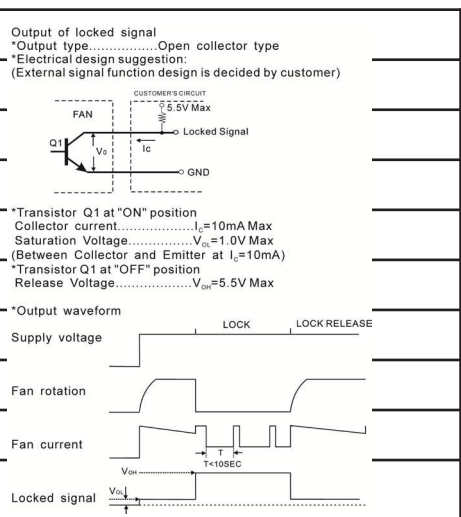 Output of locked signal
*Output type.................Open collector type
*Electrical design suggestion:
(External signal function design is decided by customer)
CUSTOMER'S CIRCUIT
FAN
5.5V Max
Locked Signal
Q1
Vo
Ic
GND
*Transistor Q1 at "ON" position
Collector current...................Ic=10mA Max
Saturation Voltage................VOL=1.0V Max
(Between Collector and Emitter at Ic=10mA)
*Transistor Q1 at "OFF" position
Release Voltage...................VOH=5.5V Max
*Output waveform
LOCK LOCK RELEASE
Supply voltage
Fan rotation
Fan current
T
T<10SEC
VOH
Locked signal
VOL